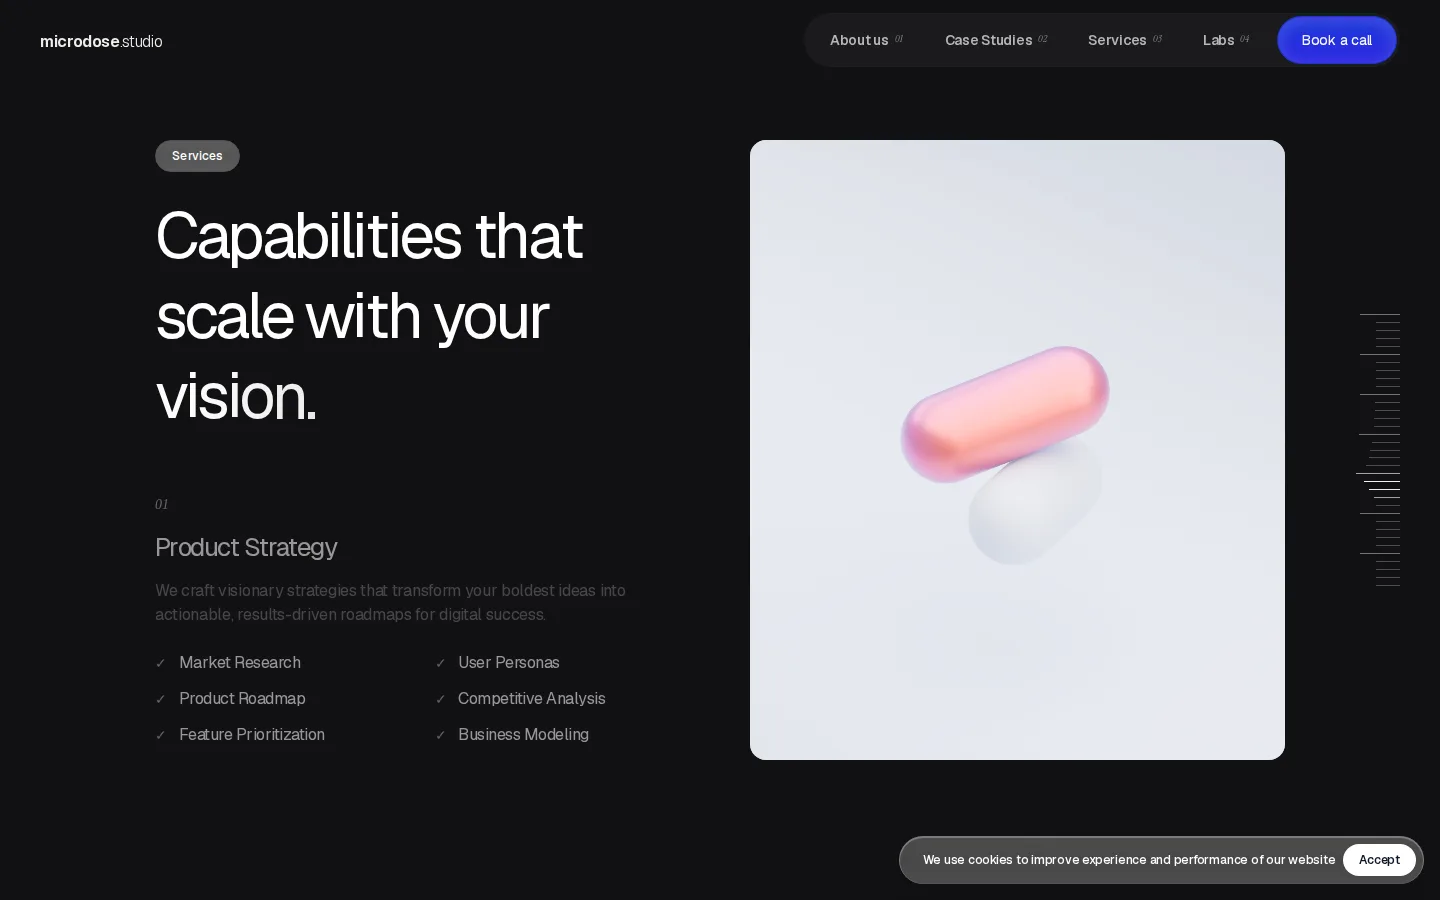 microdose.studio
About us 01
Case Studies 02
Services 03
Labs 04
Book a call
Services
Capabilities that
scale with your
vision.
01
Product Strategy
We craft visionary strategies that transform your boldest ideas into
actionable, results-driven roadmaps for digital success.
✓ Market Research
✓ User Personas
✓ Product Roadmap
✓ Competitive Analysis
✓ Feature Prioritization
✓ Business Modeling
We use cookies to improve experience and performance of our website
Accept